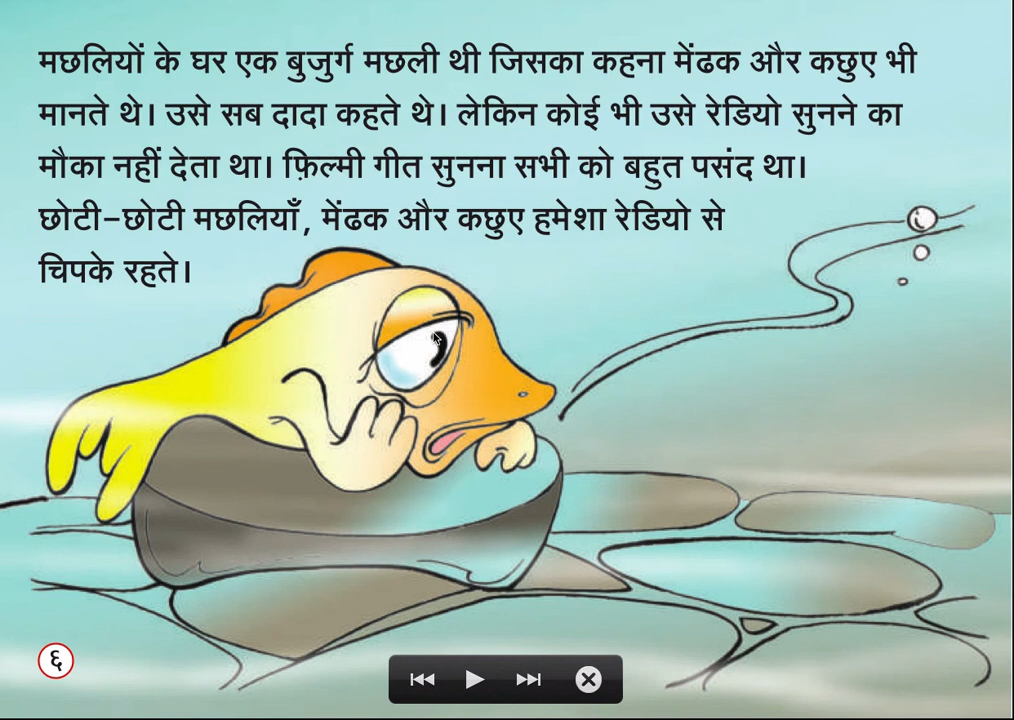 मछलियों के घर एक बुजुर्ग मछली थी जिसका कहना मेंढक और कछुए भी
मानते थे। उसे सब दादा कहते थे। लेकिन कोई भी उसे रेडियो सुनने का
मौका नहीं देता था। फ़िल्मी गीत सुनना सभी को बहुत पसंद था।
छोटी-छोटी मछलियाँ, मेंढक और कछुए हमेशा रेडियो से
चिपके रहते।
६